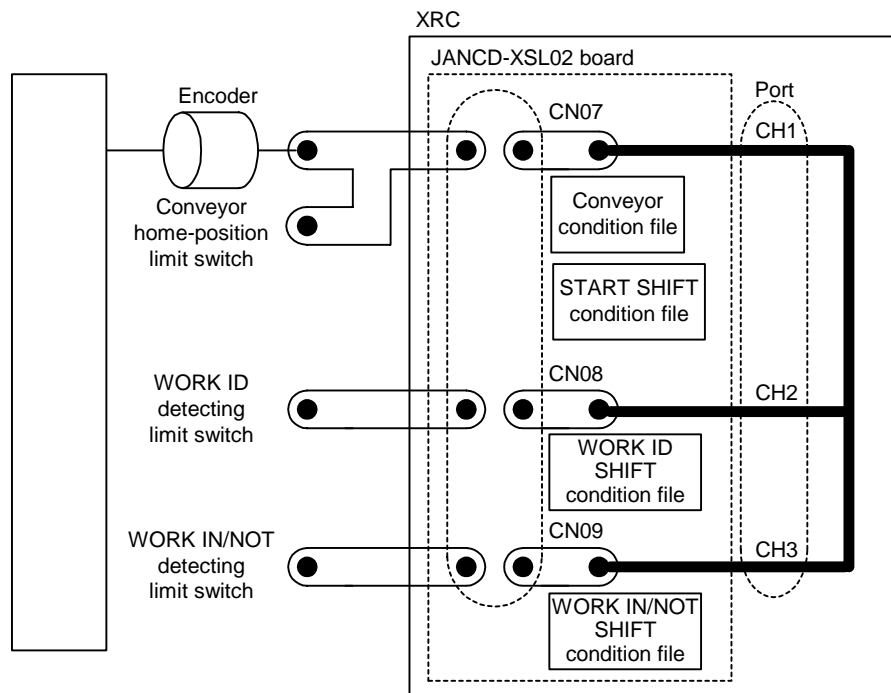 XRC
JANCD-XSL02 board
Port
Encoder
CN07
CH1
Conveyor
home-position
limit switch
Conveyor
condition file
START SHIFT
condition file
WORK ID
detecting
limit switch
CN08
CH2
WORK ID
SHIFT
condition file
WORK IN/NOT
detecting
limit switch
CN09
CH3
WORK IN/NOT
SHIFT
condition file